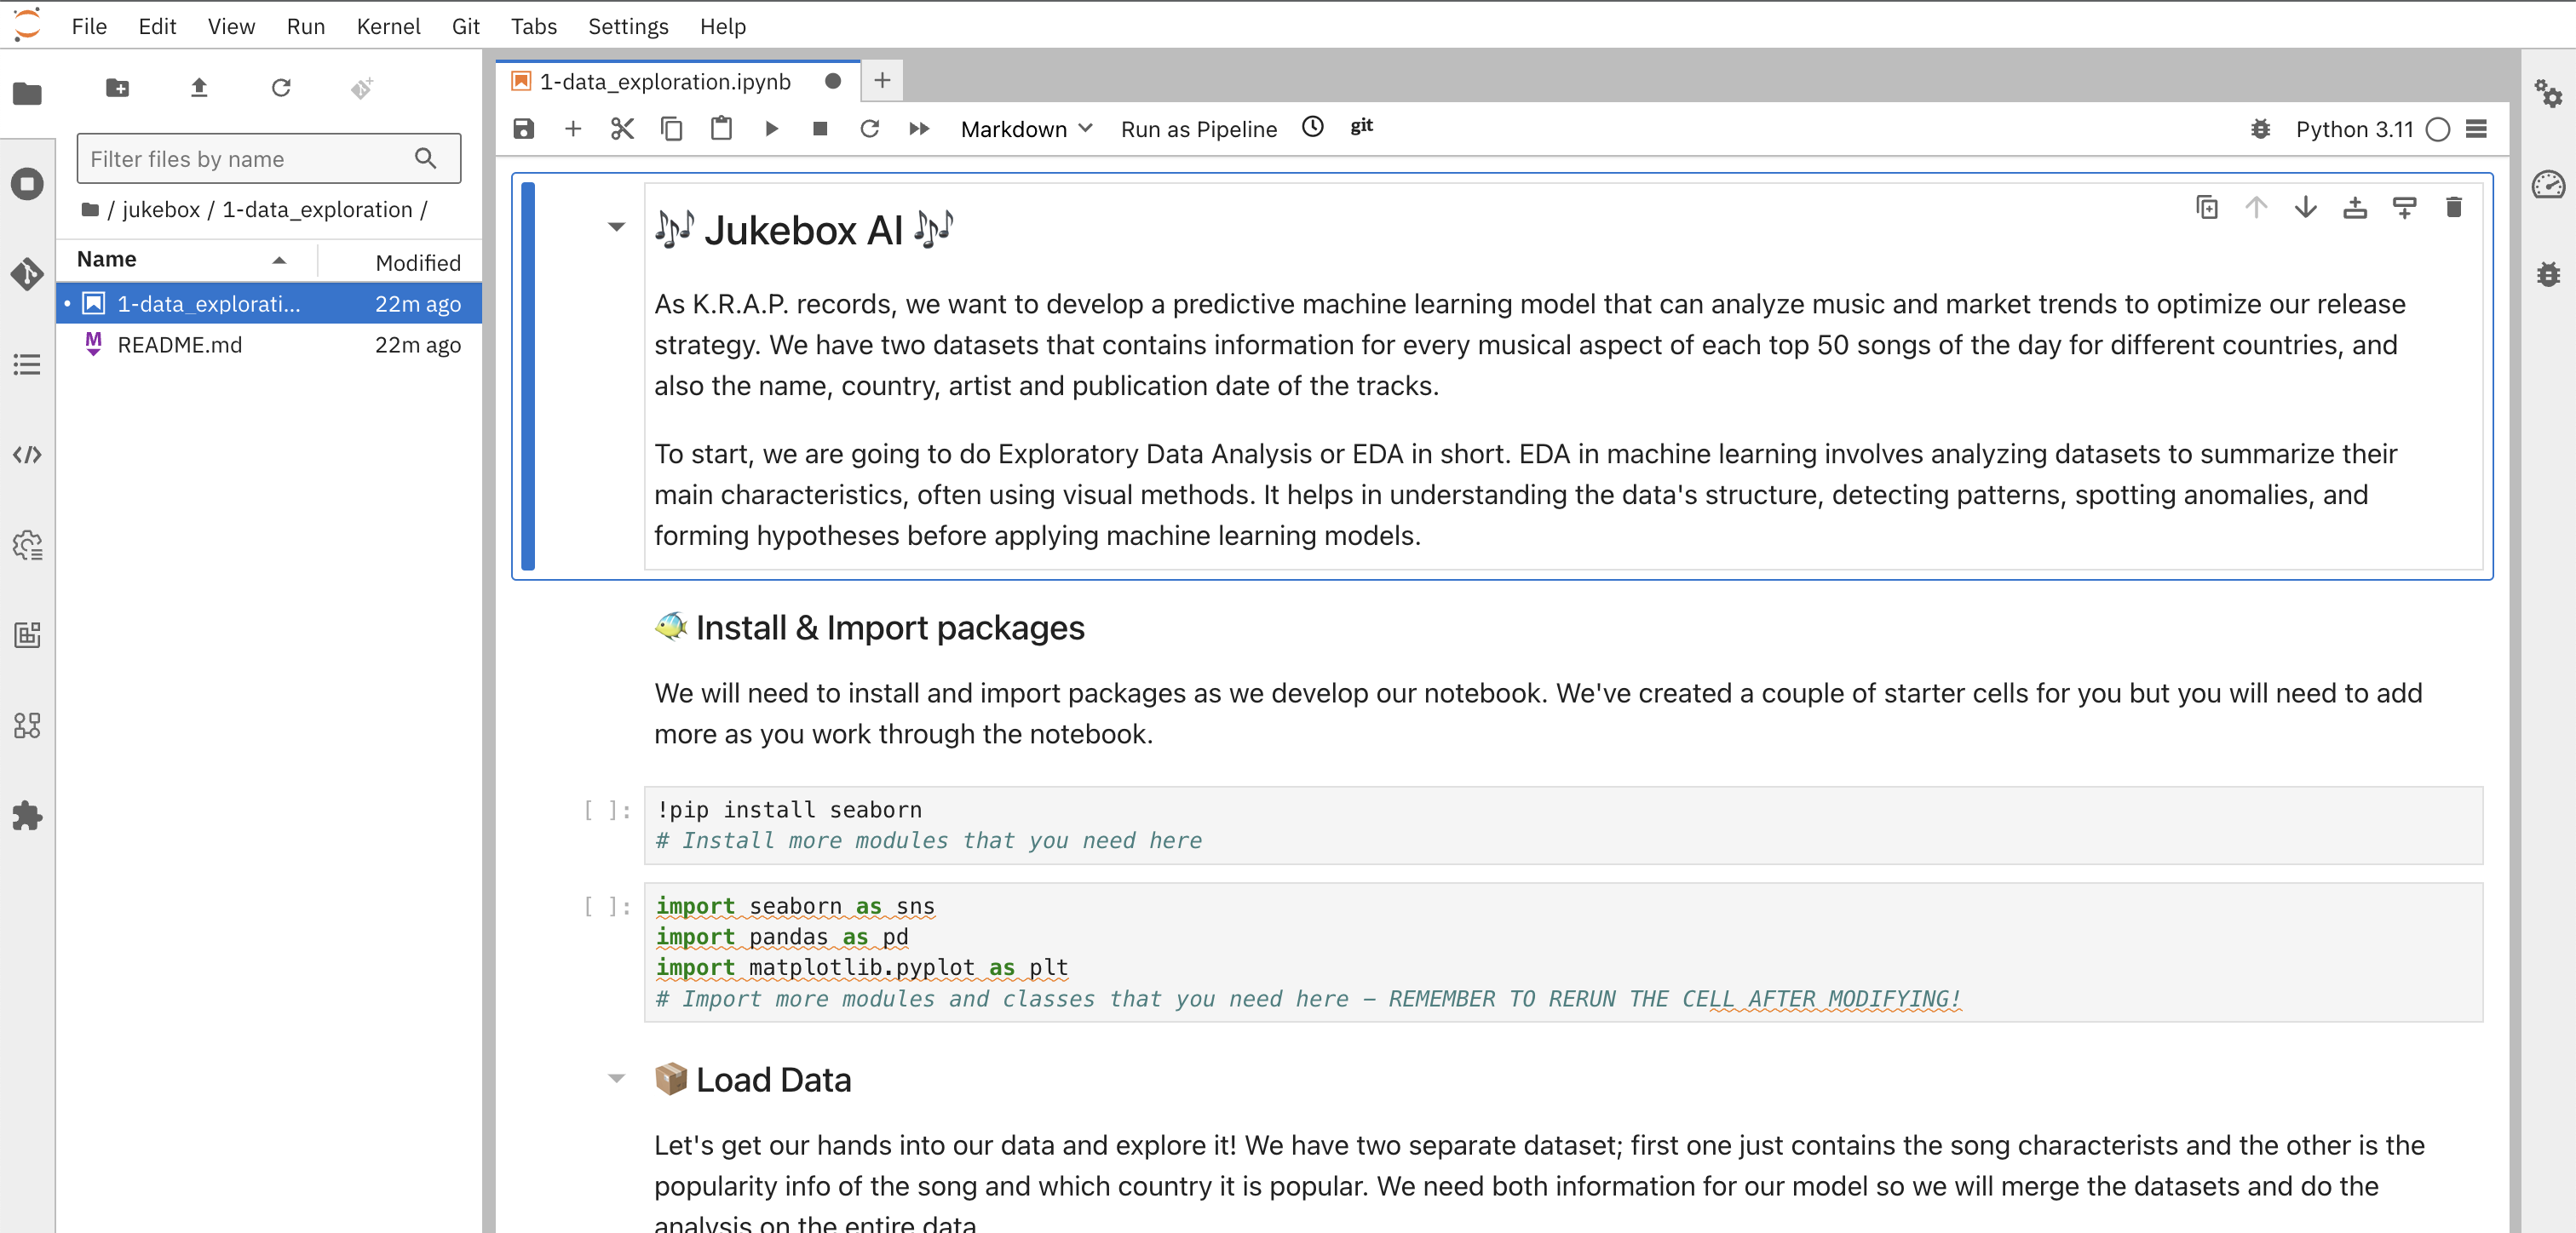 File Edit View Run Kernel Git Tabs Settings Help
1-data_exploration.ipynb
Markdown Run as Pipeline git Python 3.11
Filter files by name
/ jukebox / 1-data_exploration /
Name Modified
1-data_explorati... 22m ago
M README.md 22m ago
Jukebox AI
As K.R.A.P. records, we want to develop a predictive machine learning model that can analyze music and market trends to optimize our release
strategy. We have two datasets that contains information for every musical aspect of each top 50 songs of the day for different countries, and
also the name, country, artist and publication date of the tracks.
To start, we are going to do Exploratory Data Analysis or EDA in short. EDA in machine learning involves analyzing datasets to summarize their
main characteristics, often using visual methods. It helps in understanding the data's structure, detecting patterns, spotting anomalies, and
forming hypotheses before applying machine learning models.
Install & Import packages
We will need to install and import packages as we develop our notebook. We've created a couple of starter cells for you but you will need to add
more as you work through the notebook.
[ ]: !pip install seaborn
# Install more modules that you need here
[ ]: import seaborn as sns
import pandas as pd
import matplotlib.pyplot as plt
# Import more modules and classes that you need here – REMEMBER TO RERUN THE CELL AFTER MODIFYING!
Load Data
Let's get our hands into our data and explore it! We have two separate dataset; first one just contains the song characterists and the other is the
popularity info of the song and which country it is popular. We need both information for our model so we will merge the datasets and do the
analysis on the entire data